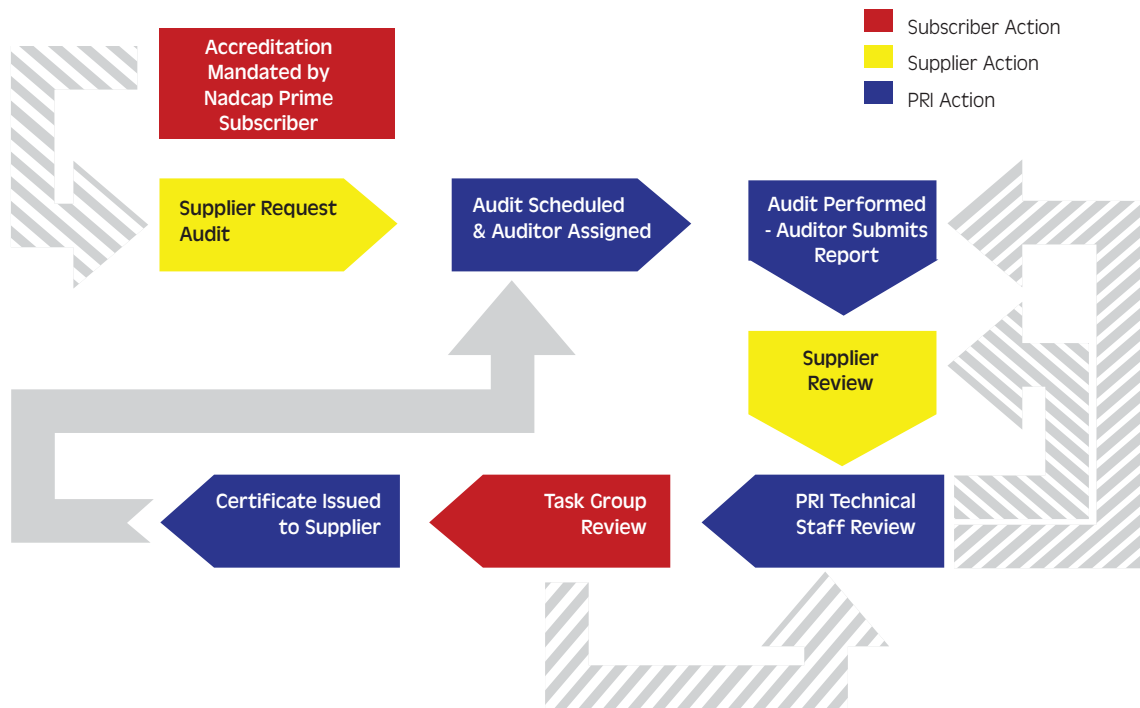 Accreditation
Mandated by
Nadcap Prime
Subscriber
Subscriber Action
Supplier Action
PRI Action
Supplier Request
Audit
Audit Scheduled
& Auditor Assigned
Audit Performed
- Auditor Submits
Report
Supplier
Review
PRI Technical
Staff Review
Task Group
Review
Certificate Issued
to Supplier